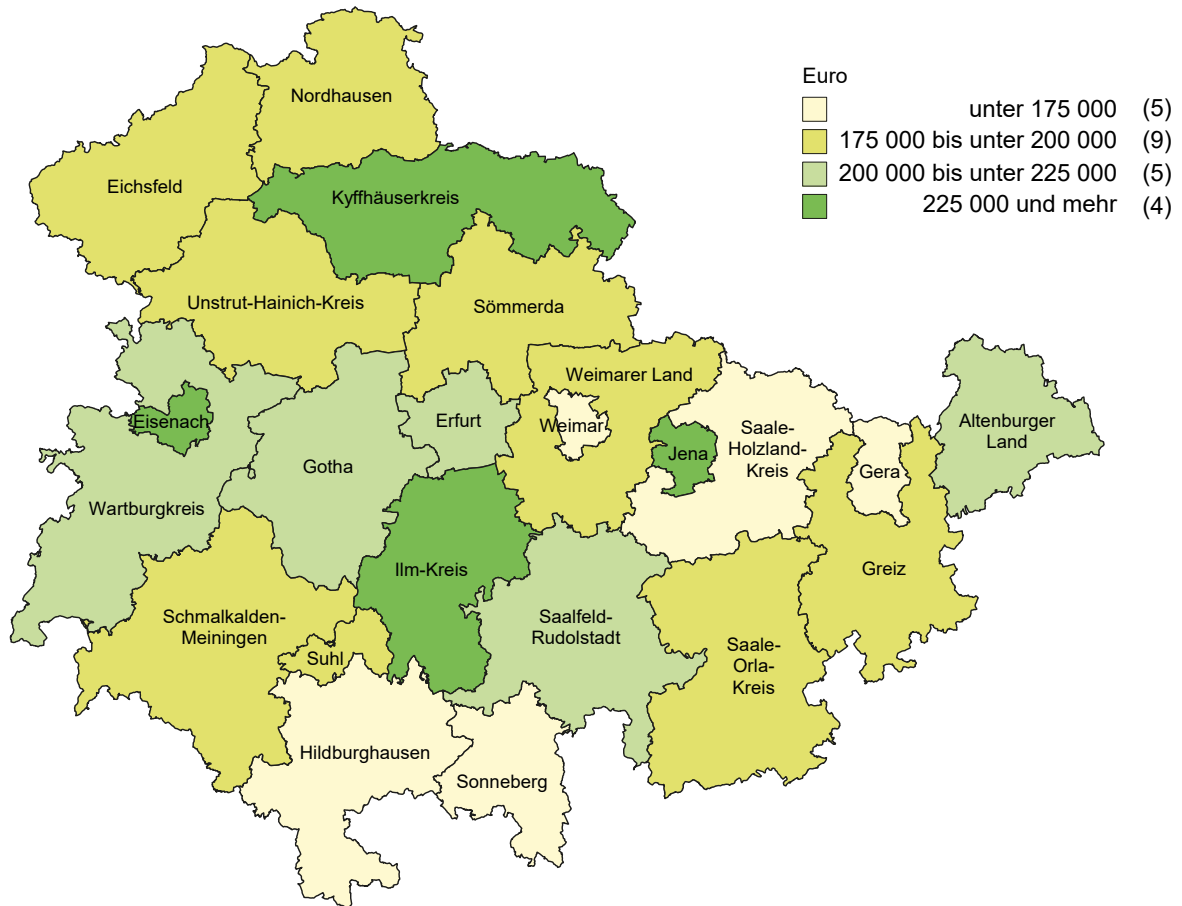 Euro
unter 175 000 (5)
175 000 bis unter 200 000 (9)
200 000 bis unter 225 000 (5)
225 000 und mehr (4)
Nordhausen
Eichsfeld
Kyffhäuserkreis
Unstrut-Hainich-Kreis
Sömmerda
Weimarer Land
Eisenach
Erfurt
Weimar
Saale-
Holzland-
Kreis
Jena
Altenburger
Land
Gotha
Gera
Wartburgkreis
Ilm-Kreis
Greiz
Schmalkalden-
Meiningen
Saalfeld-
Rudolstadt
Suhl
Saale-
Orla-
Kreis
Hildburghausen
Sonneberg